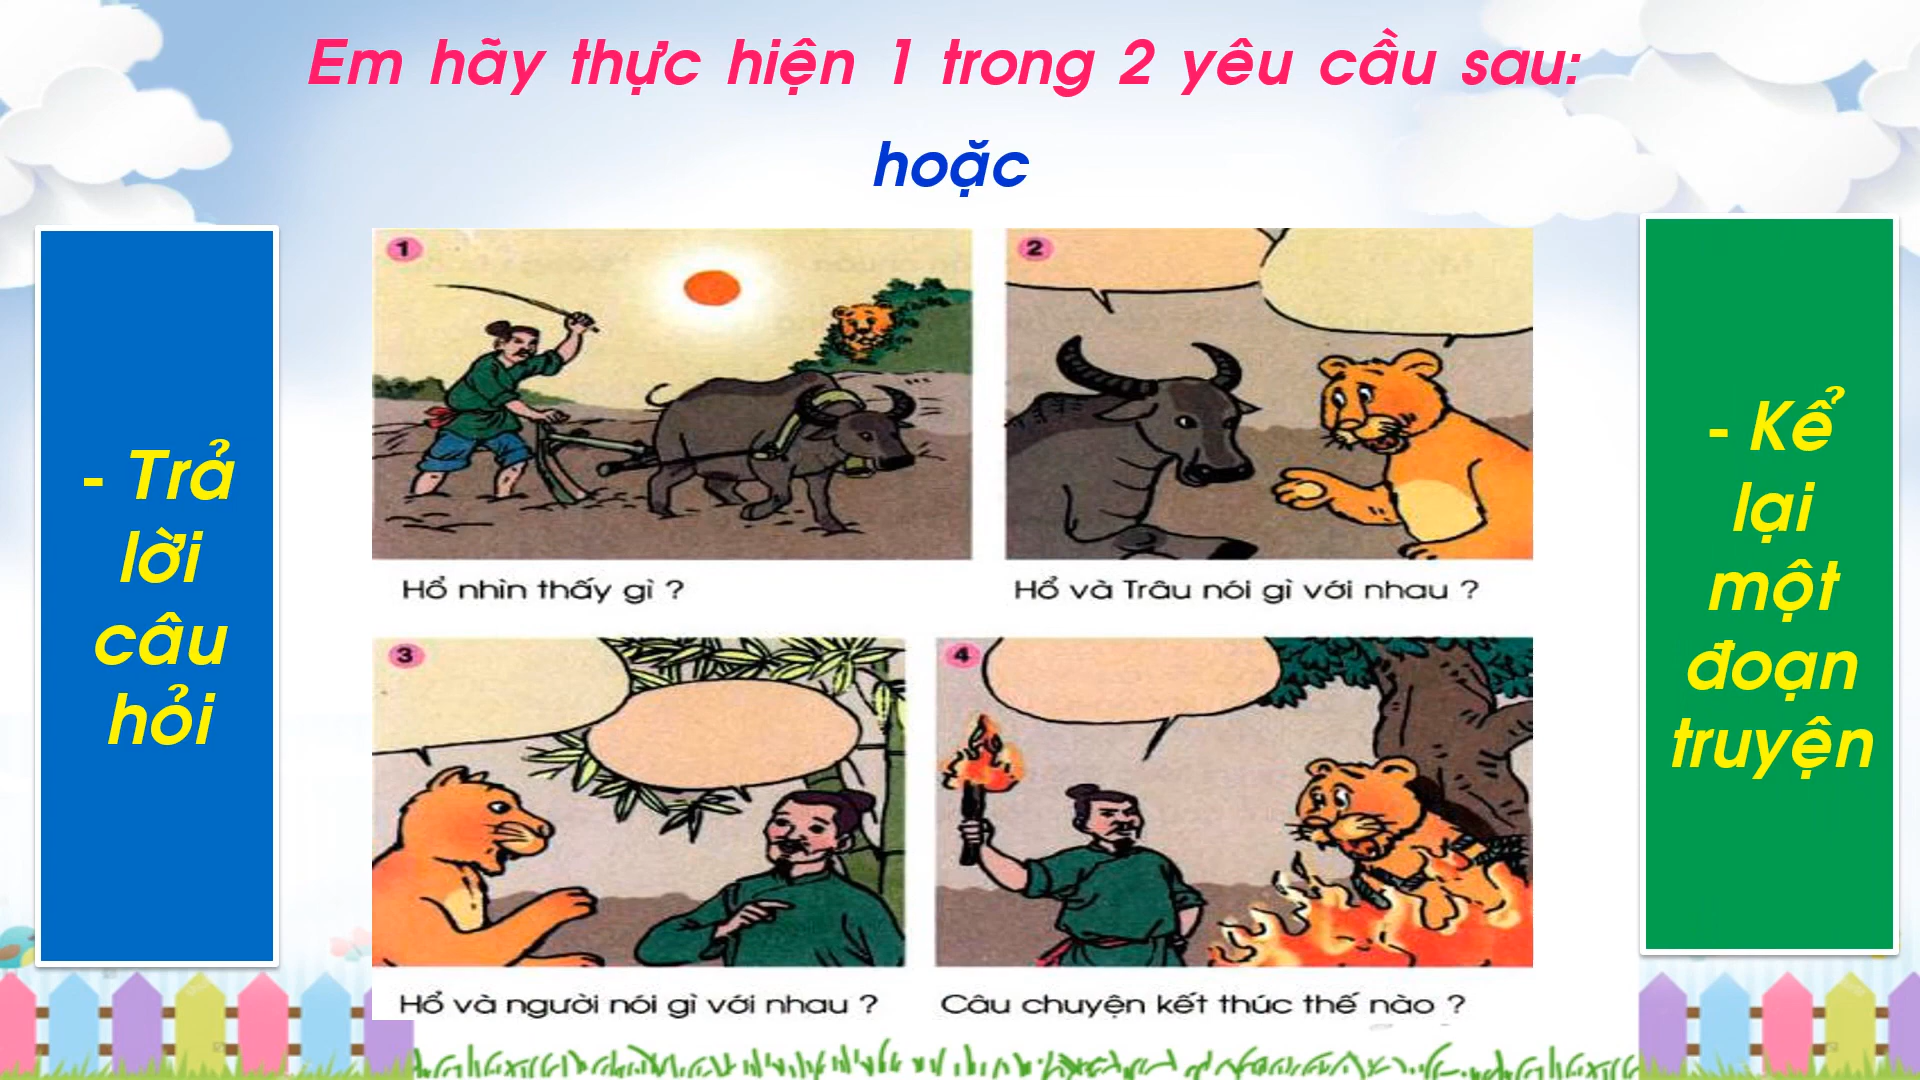 Em hãy thực hiện 1 trong 2 yêu cầu sau:
hoặc
- Trả
lời
câu
hỏi
1
2
Hổ nhìn thấy gì ?
Hổ và Trâu nói gì với nhau ?
3
4
Hổ và người nói gì với nhau ?
Câu chuyện kết thúc thế nào ?
- Kể
lại
một
đoạn
truyện